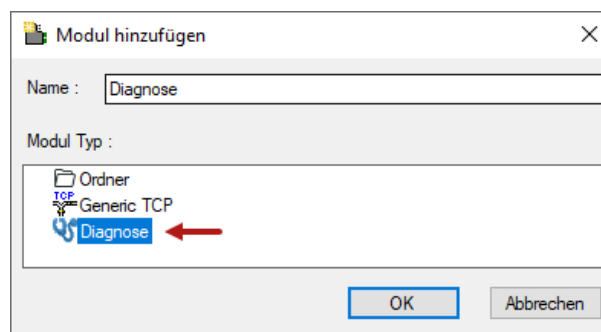 Modul hinzufügen
Name :
Diagnose
Modul Typ :
Ordner
TCP
Generic TCP
Diagnose
OK
Abbrechen